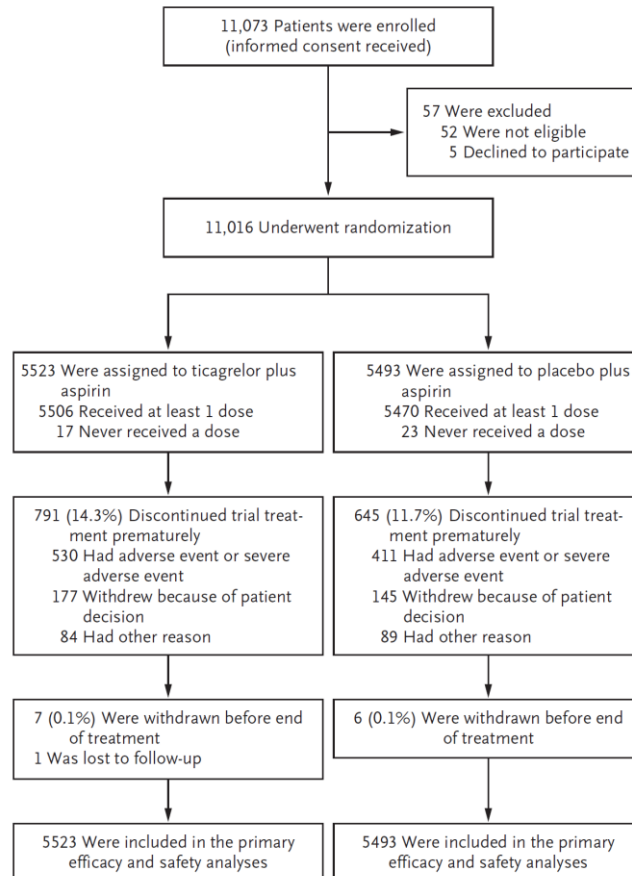 11,073 Patients were enrolled
(informed consent received)
57 Were excluded
52 Were not eligible
5 Declined to participate
11,016 Underwent randomization
5523 Were assigned to ticagrelor plus
aspirin
5506 Received at least 1 dose
17 Never received a dose
5493 Were assigned to placebo plus
aspirin
5470 Received at least 1 dose
23 Never received a dose
791 (14.3%) Discontinued trial treat-
ment prematurely
530 Had adverse event or severe
adverse event
177 Withdrew because of patient
decision
84 Had other reason
645 (11.7%) Discontinued trial treat-
ment prematurely
411 Had adverse event or severe
adverse event
145 Withdrew because of patient
decision
89 Had other reason
7 (0.1%) Were withdrawn before end
of treatment
1 Was lost to follow-up
6 (0.1%) Were withdrawn before end
of treatment
5523 Were included in the primary
efficacy and safety analyses
5493 Were included in the primary
efficacy and safety analyses